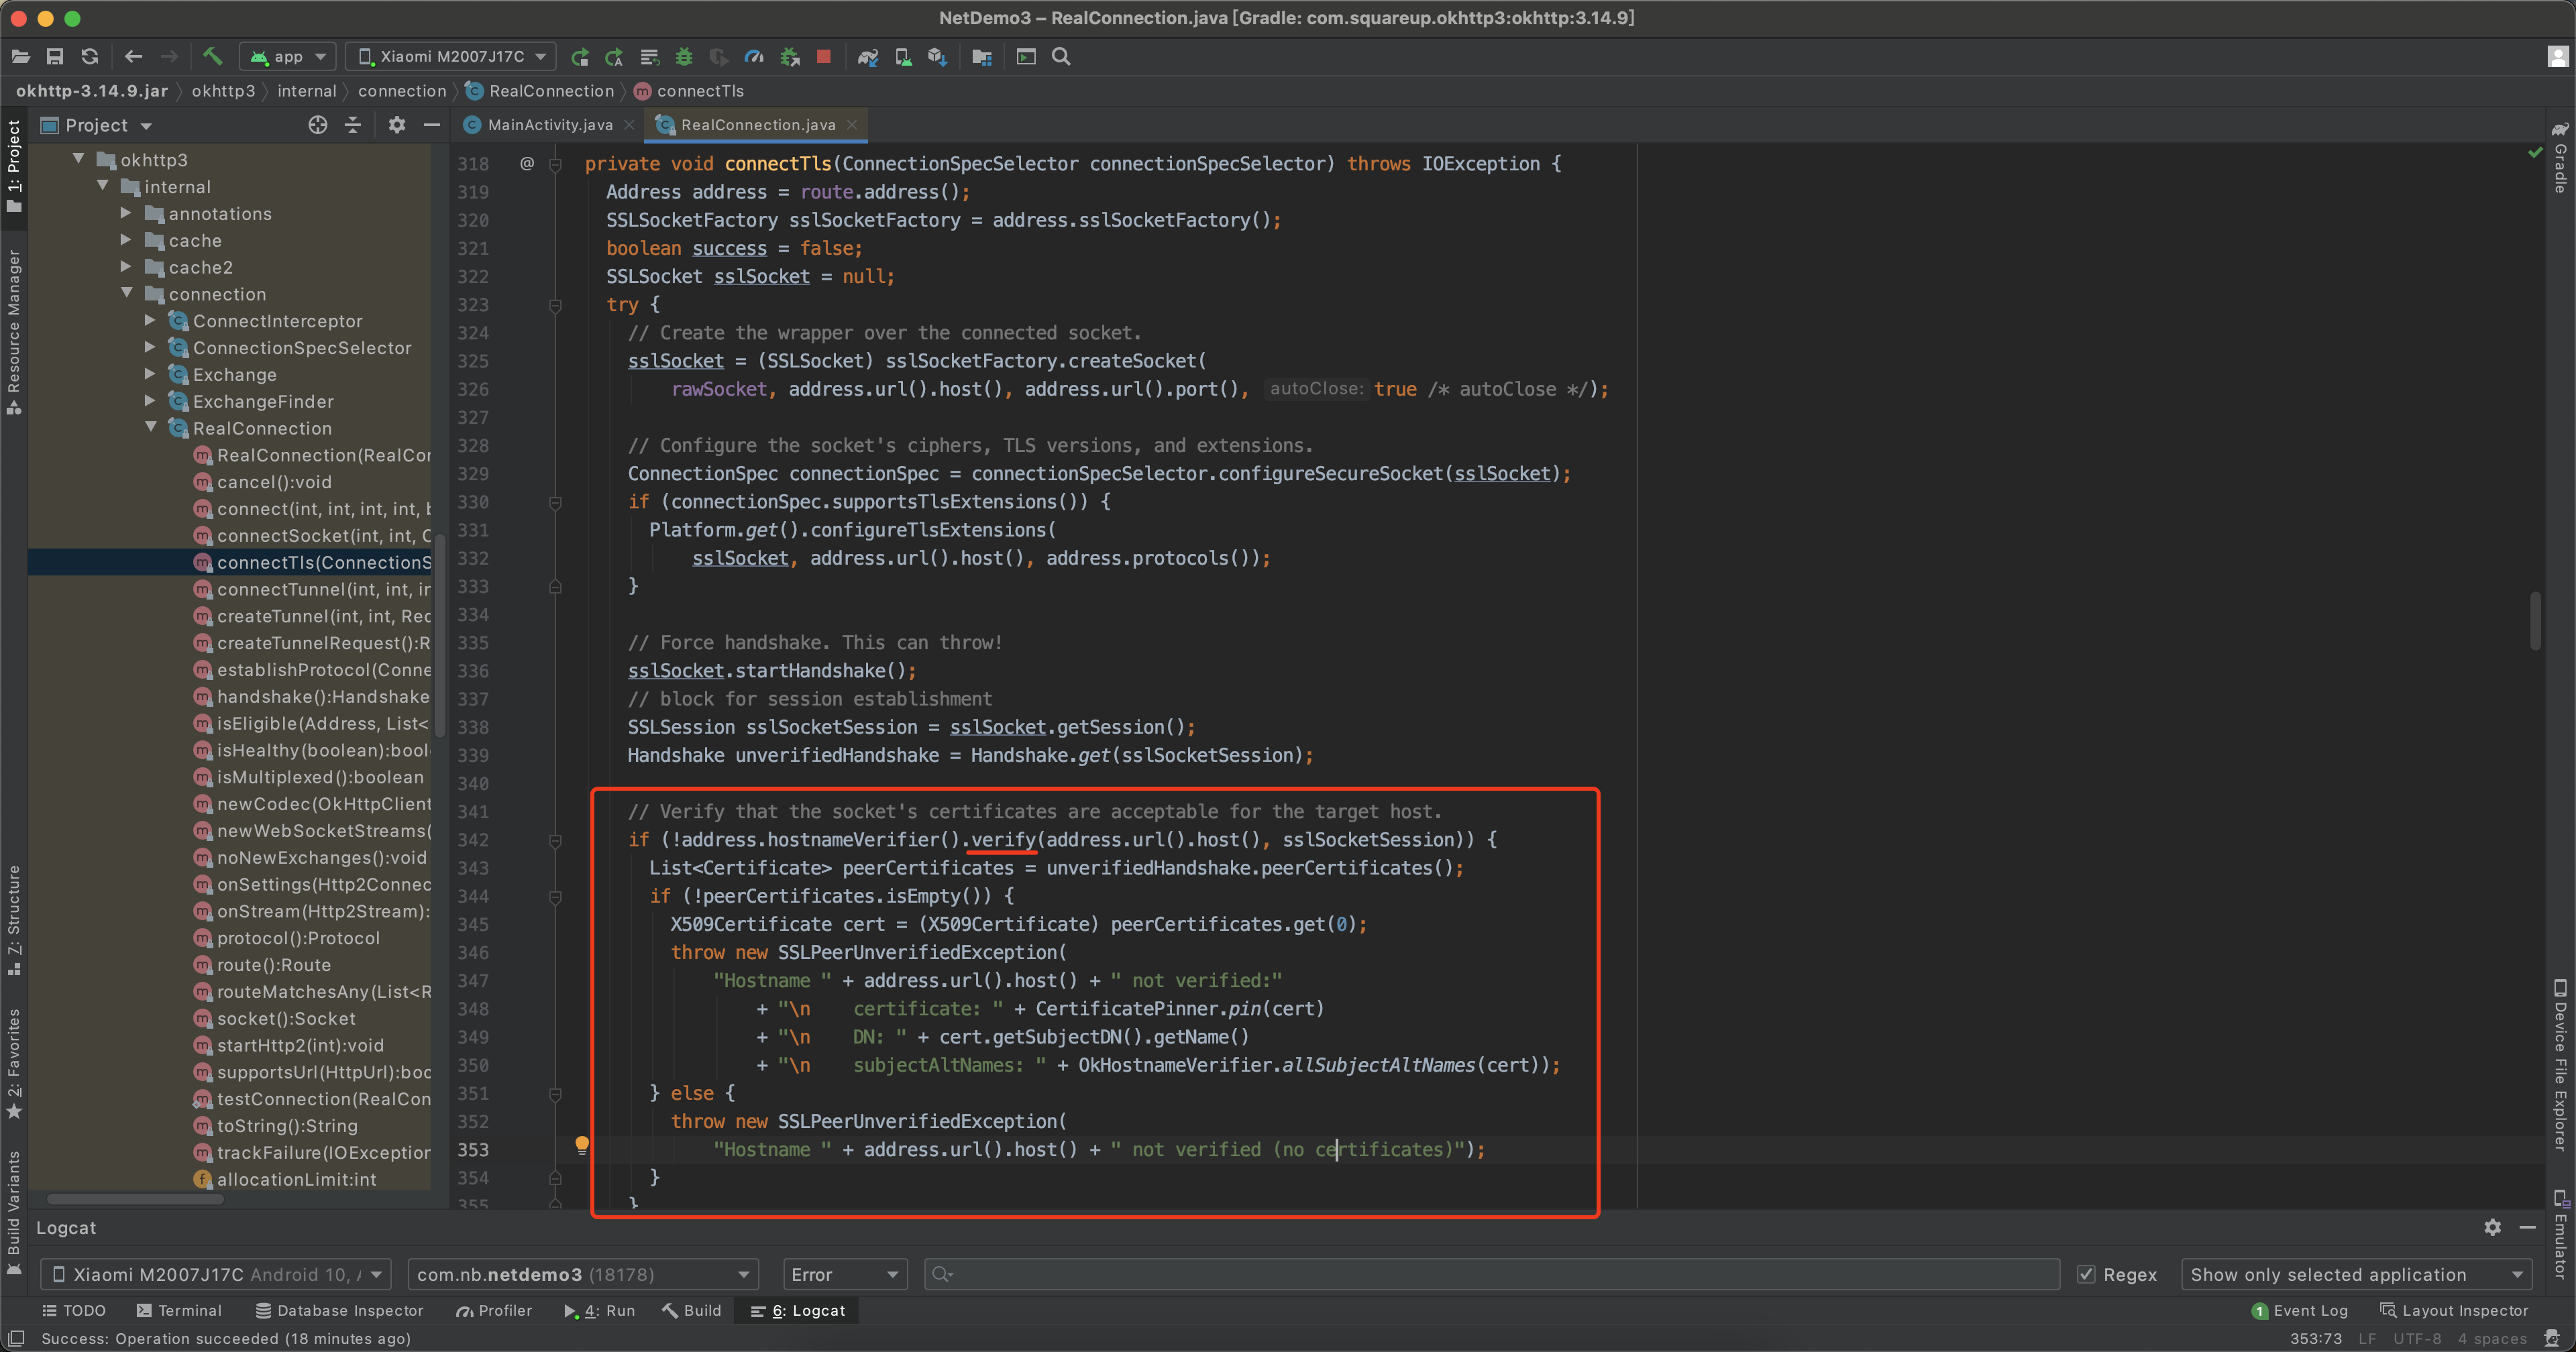 NetDemo3 – RealConnection.java [Gradle: com.squareup.okhttp3:okhttp:3.14.9]
app
Xiaomi M2007J17C
okhttp-3.14.9.jar
okhttp3
internal
connection
RealConnection
connectTls
Project
MainActivity.java
RealConnection.java
1: Project
Resource Manager
Z: Structure
2: Favorites
Build Variants
okhttp3
internal
annotations
cache
cache2
connection
ConnectInterceptor
ConnectionSpecSelector
Exchange
ExchangeFinder
RealConnection
RealConnection(RealCor
cancel():void
connect(int, int, int, int, b
connectSocket(int, int, C
connectTls(ConnectionS
connectTunnel(int, int, ir
createTunnel(int, int, Rec
createTunnelRequest():R
establishProtocol(Conne
handshake():Handshake
isEligible(Address, List<
isHealthy(boolean):bool
isMultiplexed():boolean
newCodec(OkHttpClient
newWebSocketStreams(
noNewExchanges():void
onSettings(Http2Connec
onStream(Http2Stream):
protocol():Protocol
route():Route
routeMatchesAny(List<R
socket():Socket
startHttp2(int):void
supportsUrl(HttpUrl):boo
testConnection(RealCon
toString():String
trackFailure(IOException
allocationLimit:int
318 @ private void connectTls(ConnectionSpecSelector connectionSpecSelector) throws IOException {
319 Address address = route.address();
320 SSLSocketFactory sslSocketFactory = address.sslSocketFactory();
321 boolean success = false;
322 SSLSocket sslSocket = null;
323 try {
324 // Create the wrapper over the connected socket.
325 sslSocket = (SSLSocket) sslSocketFactory.createSocket(
326 rawSocket, address.url().host(), address.url().port(), autoClose: true /* autoClose */);
327
328 // Configure the socket's ciphers, TLS versions, and extensions.
329 ConnectionSpec connectionSpec = connectionSpecSelector.configureSecureSocket(sslSocket);
330 if (connectionSpec.supportsTlsExtensions()) {
331 Platform.get().configureTlsExtensions(
332 sslSocket, address.url().host(), address.protocols());
333 }
334
335 // Force handshake. This can throw!
336 sslSocket.startHandshake();
337 // block for session establishment
338 SSLSession sslSocketSession = sslSocket.getSession();
339 Handshake unverifiedHandshake = Handshake.get(sslSocketSession);
340
341 // Verify that the socket's certificates are acceptable for the target host.
342 if (!address.hostnameVerifier().verify(address.url().host(), sslSocketSession)) {
343 List<Certificate> peerCertificates = unverifiedHandshake.peerCertificates();
344 if (!peerCertificates.isEmpty()) {
345 X509Certificate cert = (X509Certificate) peerCertificates.get(0);
346 throw new SSLPeerUnverifiedException(
347 "Hostname " + address.url().host() + " not verified:"
348 + "\n    certificate: " + CertificatePinner.pin(cert)
349 + "\n    DN: " + cert.getSubjectDN().getName()
350 + "\n    subjectAltNames: " + OkHostnameVerifier.allSubjectAltNames(cert));
351 } else {
352 throw new SSLPeerUnverifiedException(
353 "Hostname " + address.url().host() + " not verified (no certificates)");
354 }
355 }
Gradle
Device File Explorer
Emulator
Logcat
Xiaomi M2007J17C Android 10,
com.nb.netdemo3 (18178)
Error
Regex
Show only selected application
TODO
Terminal
Database Inspector
Profiler
4: Run
Build
6: Logcat
1 Event Log
Layout Inspector
Success: Operation succeeded (18 minutes ago)
353:73 LF UTF-8 4 spaces